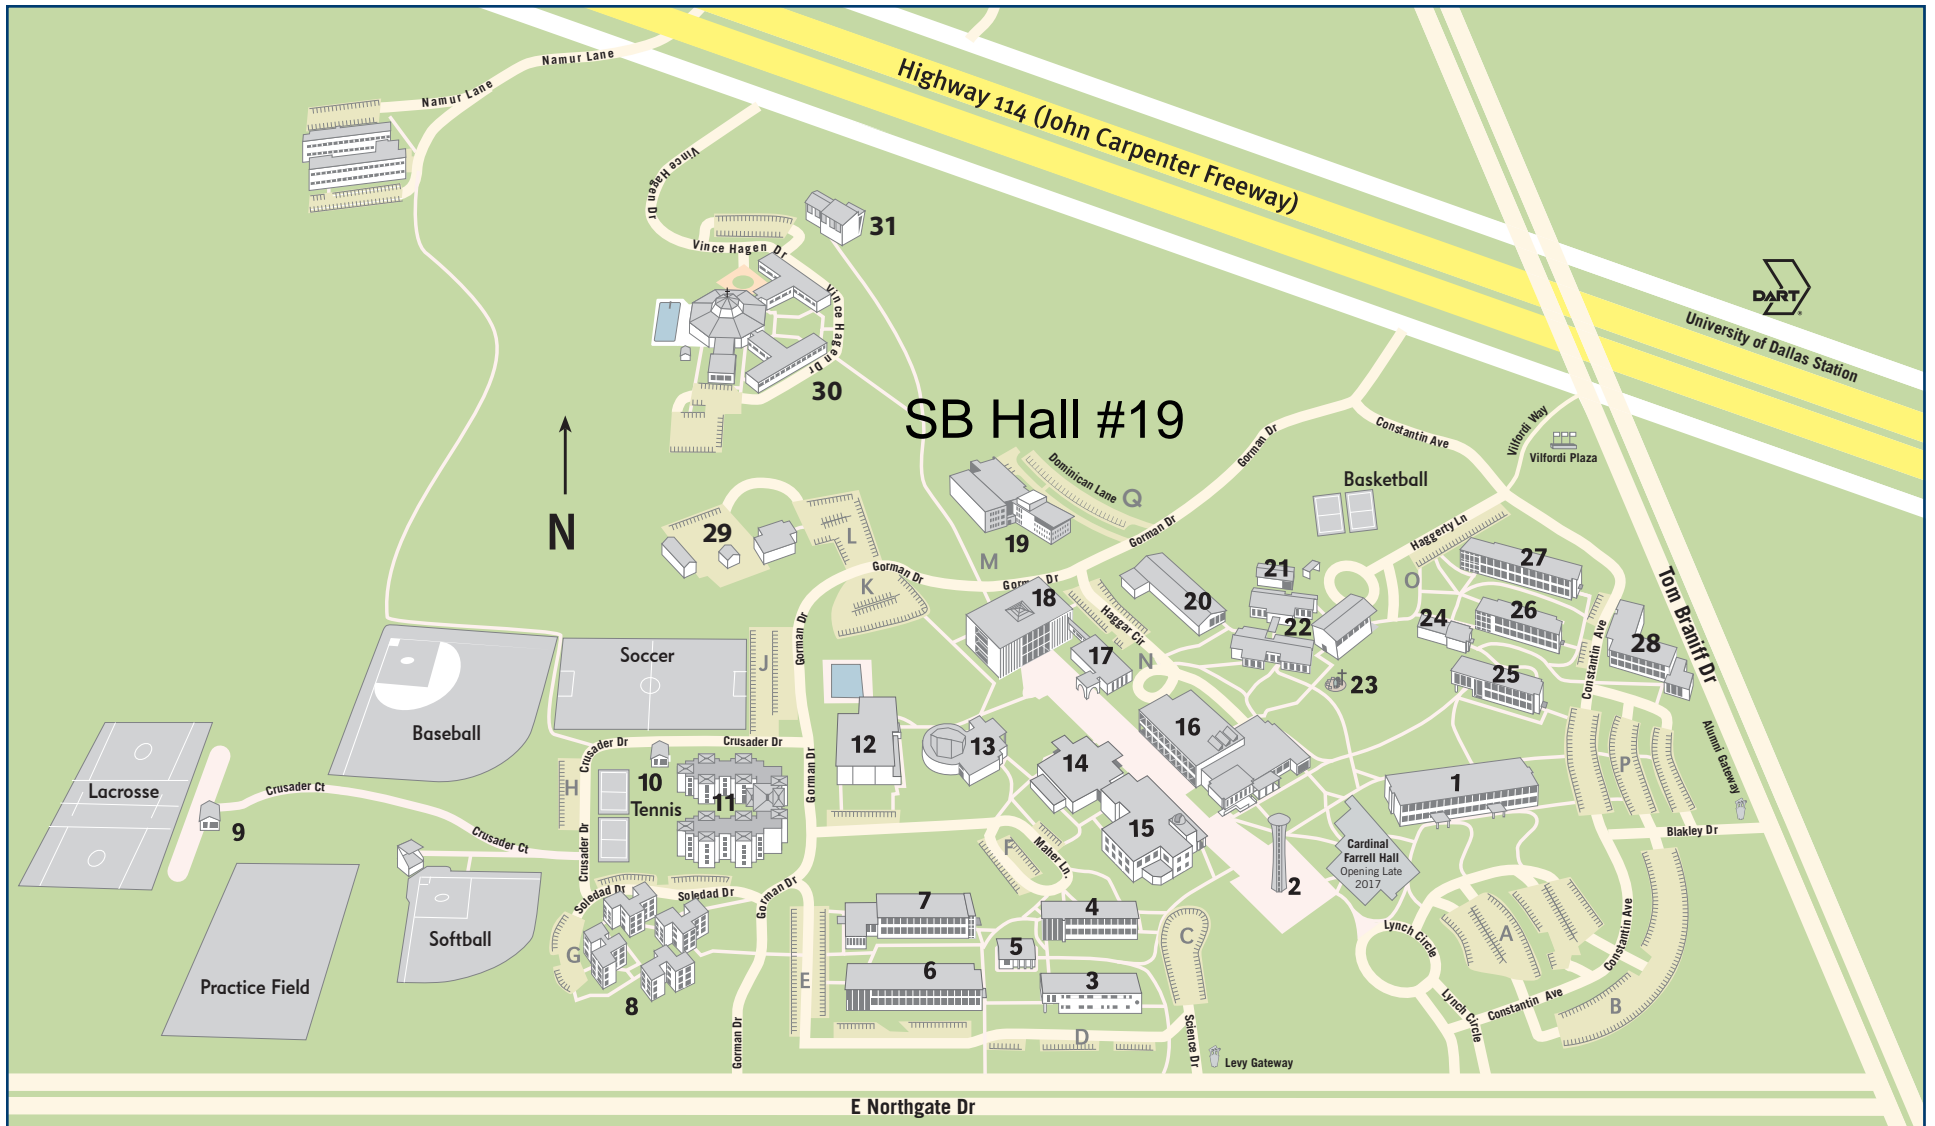 Namur Lane
Namur Lane
Highway 114 (John Carpenter Freeway)
Vince Hagen Dr
31
Vince Hagen Dr
Vince Hagen Dr
30
DART
University of Dallas Station
SB Hall #19
N
Constantin Ave
Vilfordi Way
Vilfordi Plaza
Gorman Dr
Basketball
Dominican Lane
Q
19
Gorman Dr
Haggerty Ln
29
L
M
K
Gorman Dr
Gorman Dr
18
20
21
22
23
O
27
26
24
25
28
Constantin Ave
Tom Braniff Dr
Haggar Cir
17
N
16
Soccer
J
Gorman Dr
Baseball
Crusader Dr
Crusader Dr
10
Tennis
11
H
12
13
14
15
Gorman Dr
1
P
Alumni Gateway
Blakley Dr
Lacrosse
9
Crusader Ct
Crusader Ct
Crusader Dr
F
Maher Ln.
2
Cardinal
Farrell Hall
Opening Late
2017
Soledad Dr
Soledad Dr
Gorman Dr
Softball
Practice Field
G
8
E
7
6
5
4
3
C
D
Lynch Circle
A
Constantin Ave
B
Lynch Circle
Constantin Ave
Gorman Dr
Science Dr
Levy Gateway
E Northgate Dr